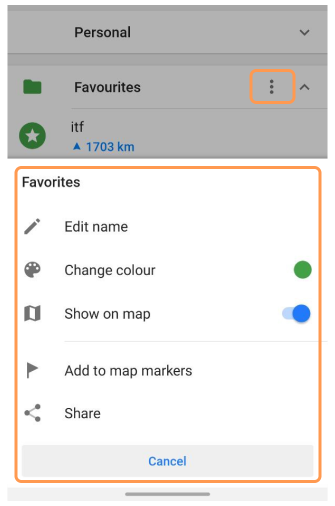 Personal
Favourites
itf
▲ 1703 km
Favorites
Edit name
Change colour
Show on map
Add to map markers
Share
Cancel